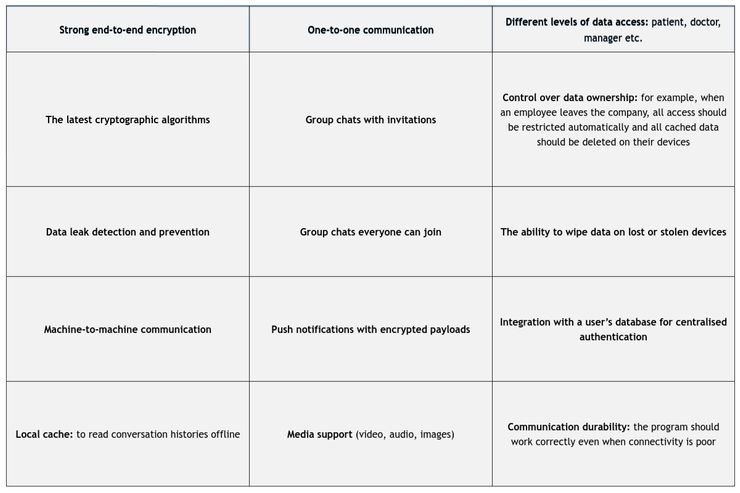 Strong end-to-end encryption
One-to-one communication
Different levels of data access: patient, doctor,
manager etc.
The latest cryptographic algorithms
Group chats with invitations
Control over data ownership: for example, when
an employee leaves the company, all access should
be restricted automatically and all cached data
should be deleted on their devices
Data leak detection and prevention
Group chats everyone can join
The ability to wipe data on lost or stolen devices
Machine-to-machine communication
Push notifications with encrypted payloads
Integration with a user’s database for centralised
authentication
Local cache: to read conversation histories offline
Media support (video, audio, images)
Communication durability: the program should
work correctly even when connectivity is poor